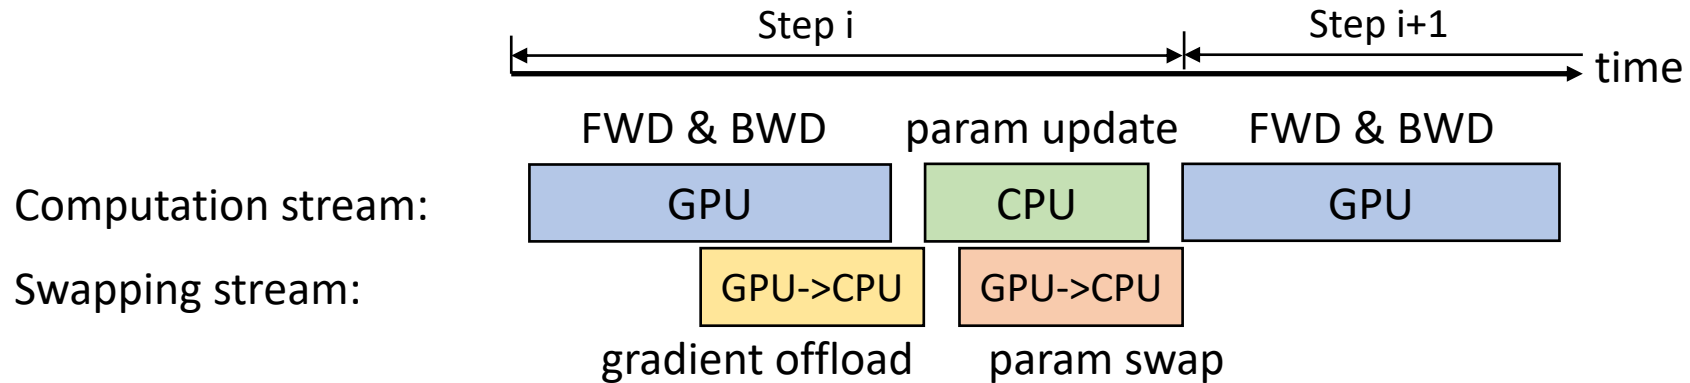 Step i Step i+1
time
FWD & BWD param update FWD & BWD
Computation stream: GPU CPU GPU
Swapping stream: GPU->CPU GPU->CPU
gradient offload param swap